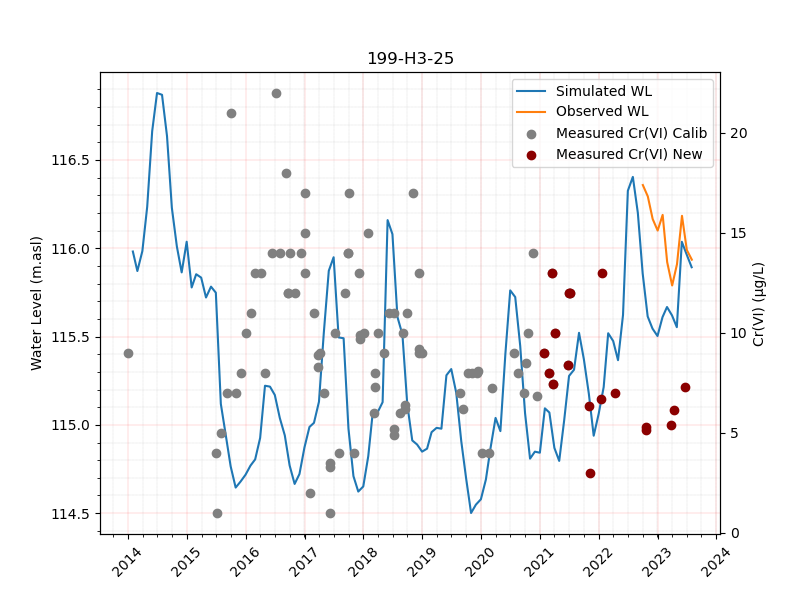 199-H3-25
Simulated WL
Observed WL
Measured Cr(VI) Calib
Measured Cr(VI) New
Water Level (m.asl)
116.5
116.0
115.5
115.0
114.5
Cr(VI) (µg/L)
20
15
10
5
0
2014 2015 2016 2017 2018 2019 2020 2021 2022 2023 2024